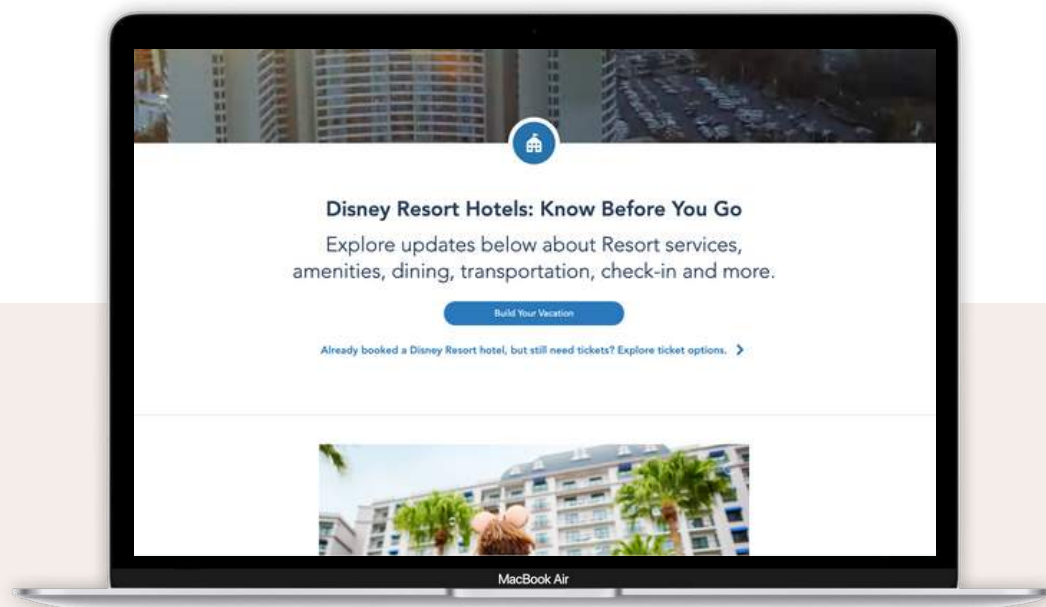 Disney Resort Hotels: Know Before You Go
Explore updates below about Resort services,
amenities, dining, transportation, check-in and more.
Build Your Vacation
Already booked a Disney Resort hotel, but still need tickets? Explore ticket options.
MacBook Air